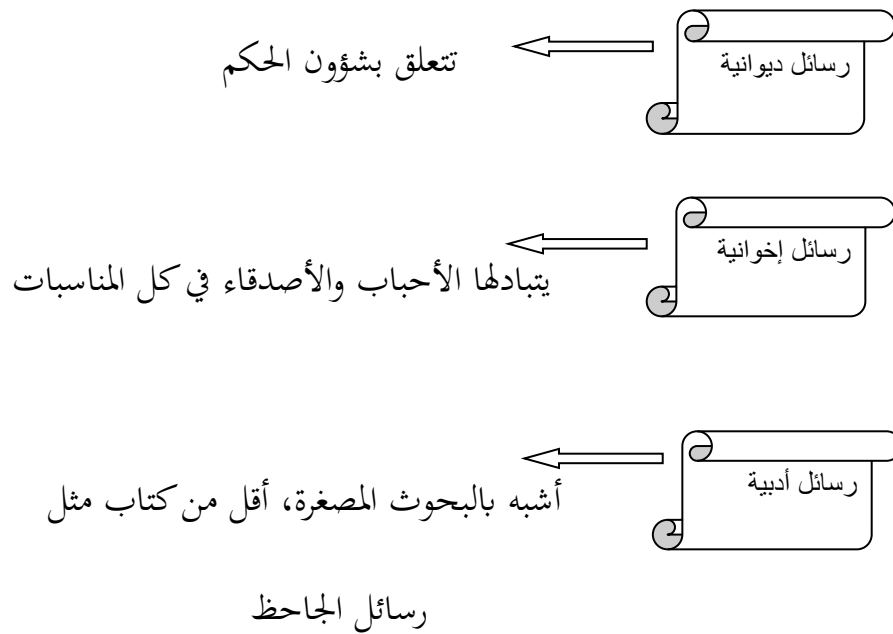 رسائل ديوانية
تتعلق بشؤون الحكم
رسائل إخوانية
يتبادلها الأحباب والأصدقاء في كل المناسبات
رسائل أدبية
أشبه بالبحوث المصغرة، أقل من كتاب مثل
رسائل الجاحظ